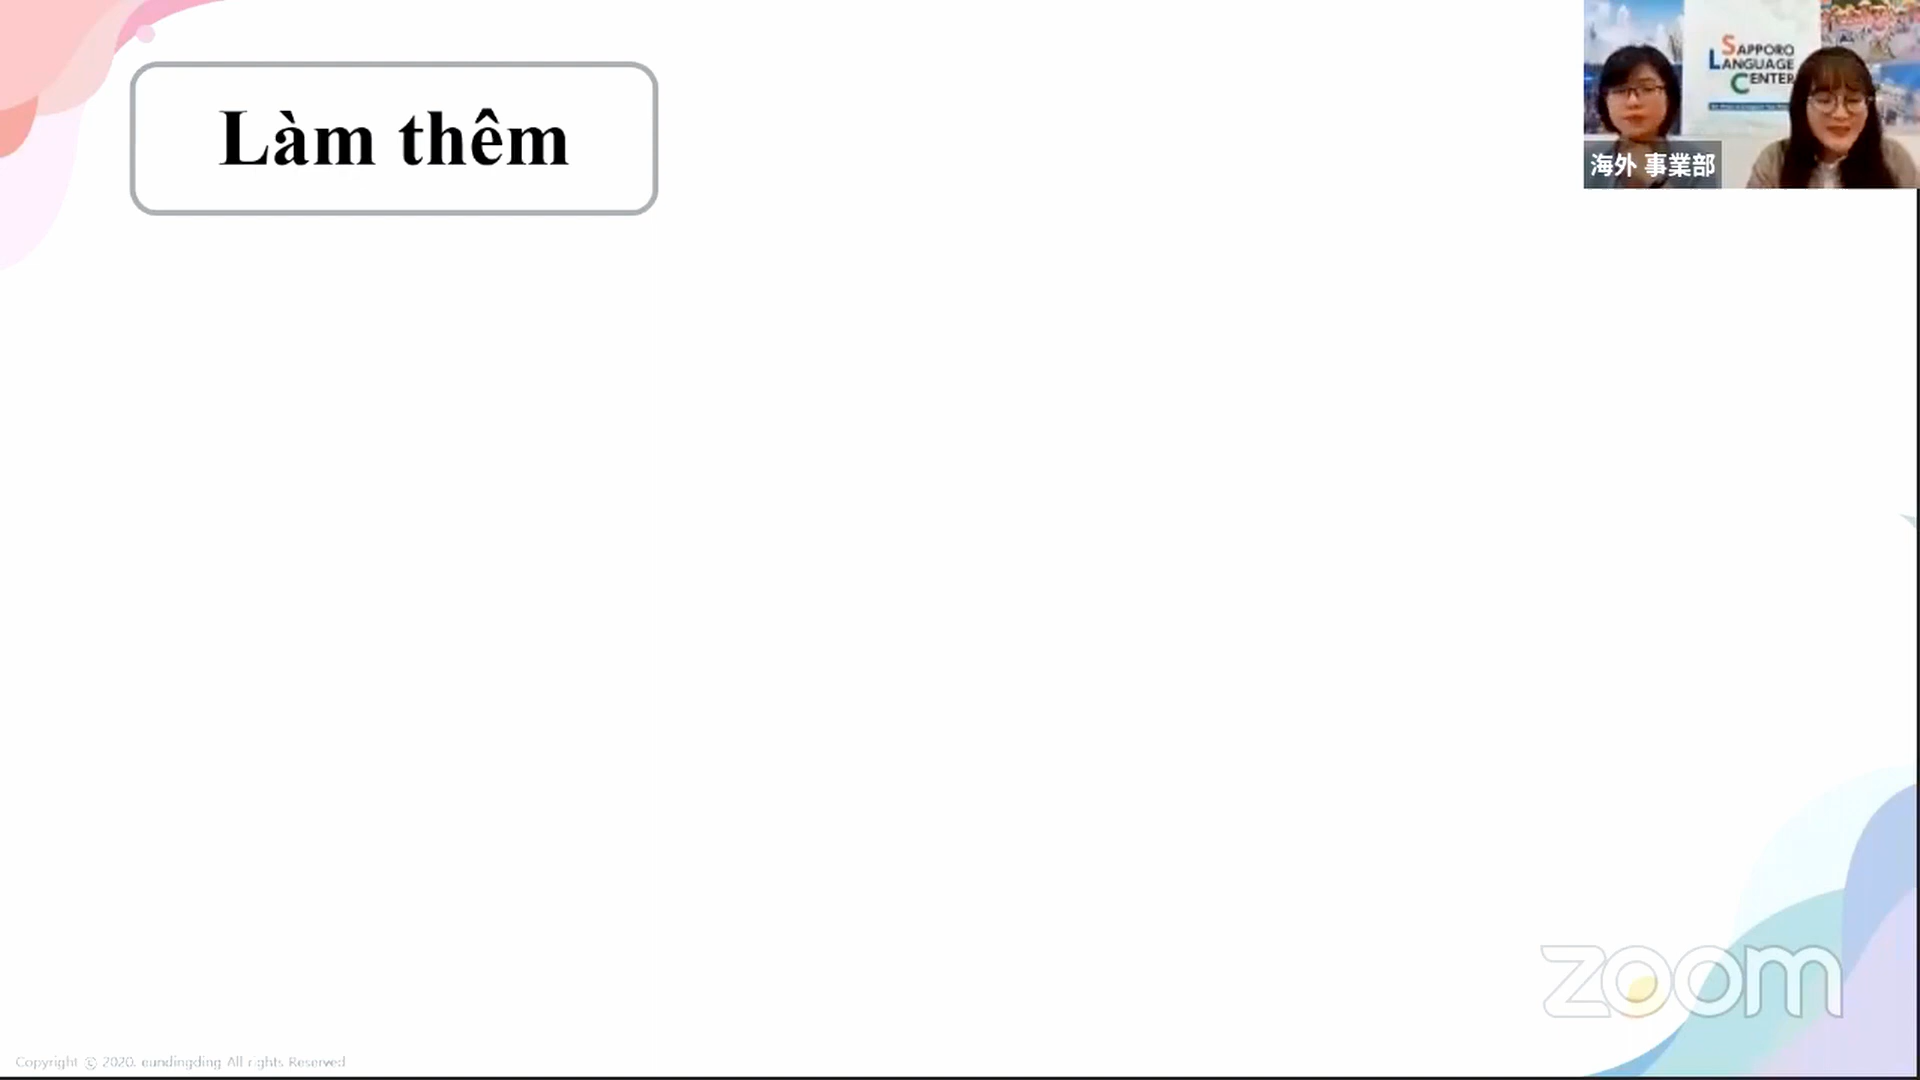 Làm thêm
SAPPORO
LANGUAGE
CENTER
海外 事業部
zoom
Copyright ⓒ 2020. eundingding All rights Reserved